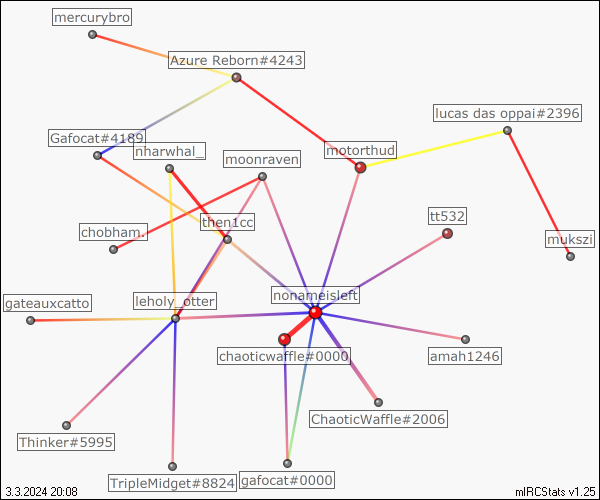 mercurybro
Azure Reborn#4243
lucas das oppai#2396
Gafocat#4189
nharwhal_
motorthud
moonraven
tt532
then1cc
chobham.
mukszi
nonameisleft
gateauxcatto
leholy_otter
chaoticwaffle#0000
amah1246
ChaoticWaffle#2006
Thinker#5995
TripleMidget#8824
gafocat#0000
3.3.2024 20:08
mIRCStats v1.25